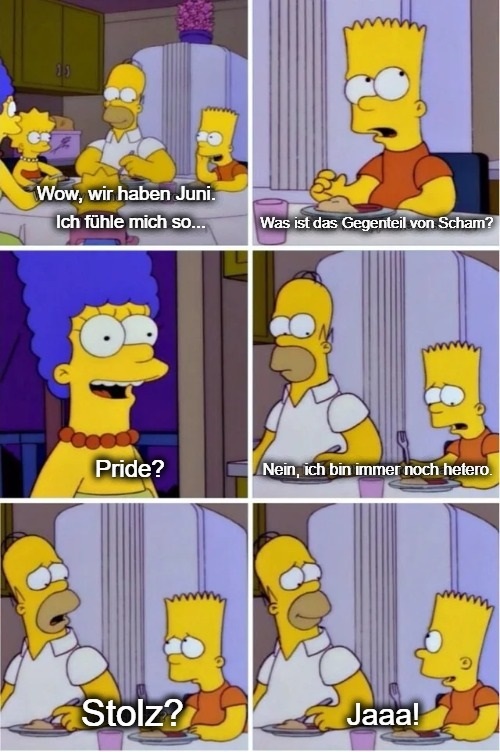 Wow, wir haben Juni.
Ich fühle mich so...
Was ist das Gegenteil von Scham?
Pride?
Nein, ich bin immer noch hetero.
Stolz?
Jaaa!